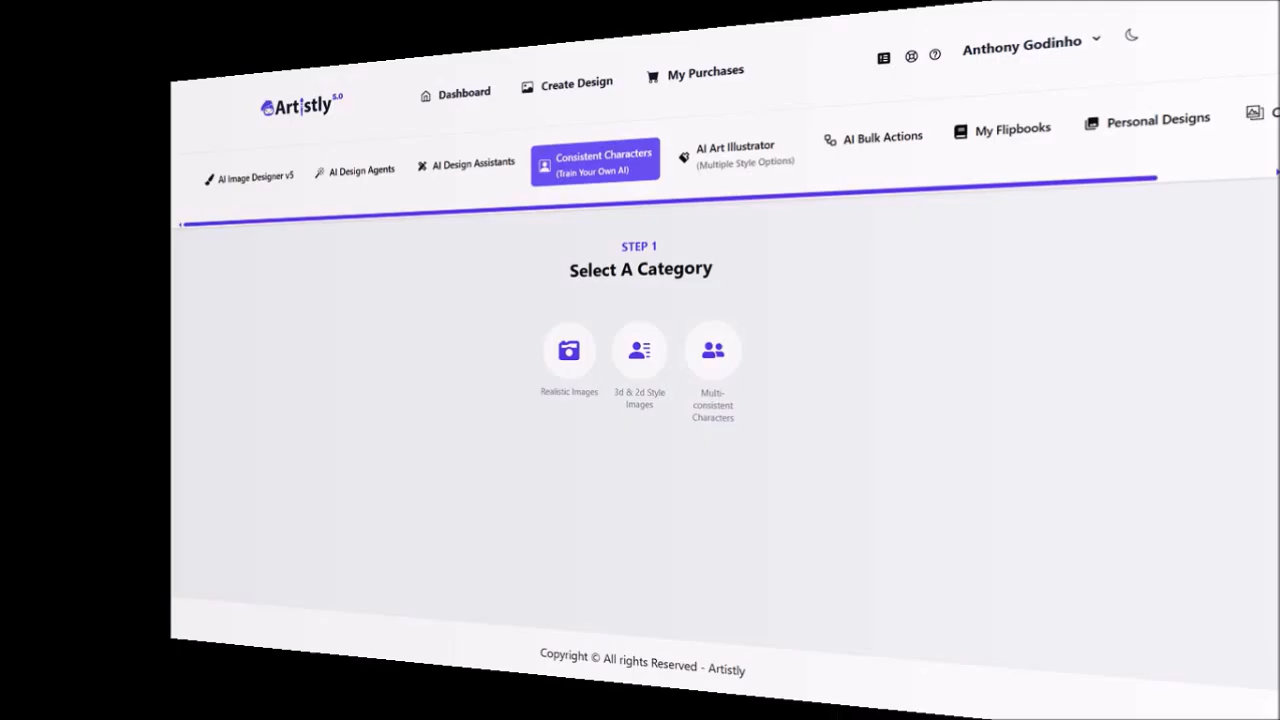 Artistly 5.0
Dashboard
Create Design
My Purchases
Anthony Godinho
AI Image Designer v5
AI Design Agents
AI Design Assistants
Consistent Characters
(Train Your Own AI)
AI Art Illustrator
(Multiple Style Options)
AI Bulk Actions
My Flipbooks
Personal Designs
STEP 1
Select A Category
Realistic Images
3d & 2d Style
Images
Multi-
consistent
Characters
Copyright © All rights Reserved - Artistly